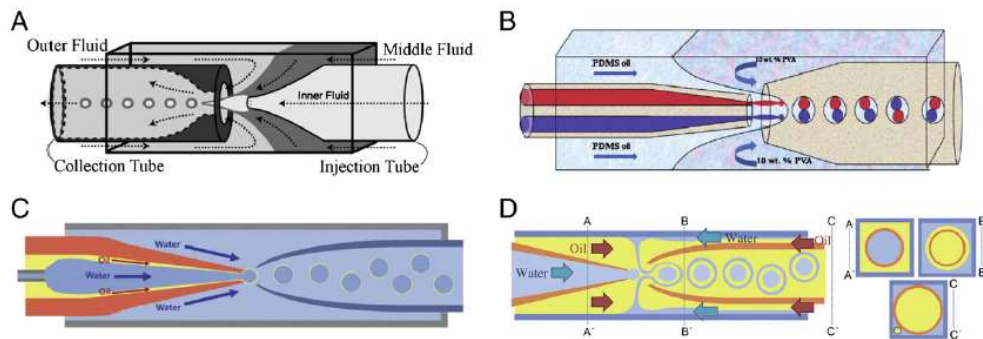 A
Outer Fluid
Middle Fluid
Inner Fluid
Collection Tube
Injection Tube
B
PDMS oil
10 wt. % PVA
PDMS oil
10 wt. % PVA
C
Water
Oil
Water
Oil
Water
D
A
B
C
Oil
Water
Oil
Water
A'
B'
C'
A
A'
B
B'
C
C'